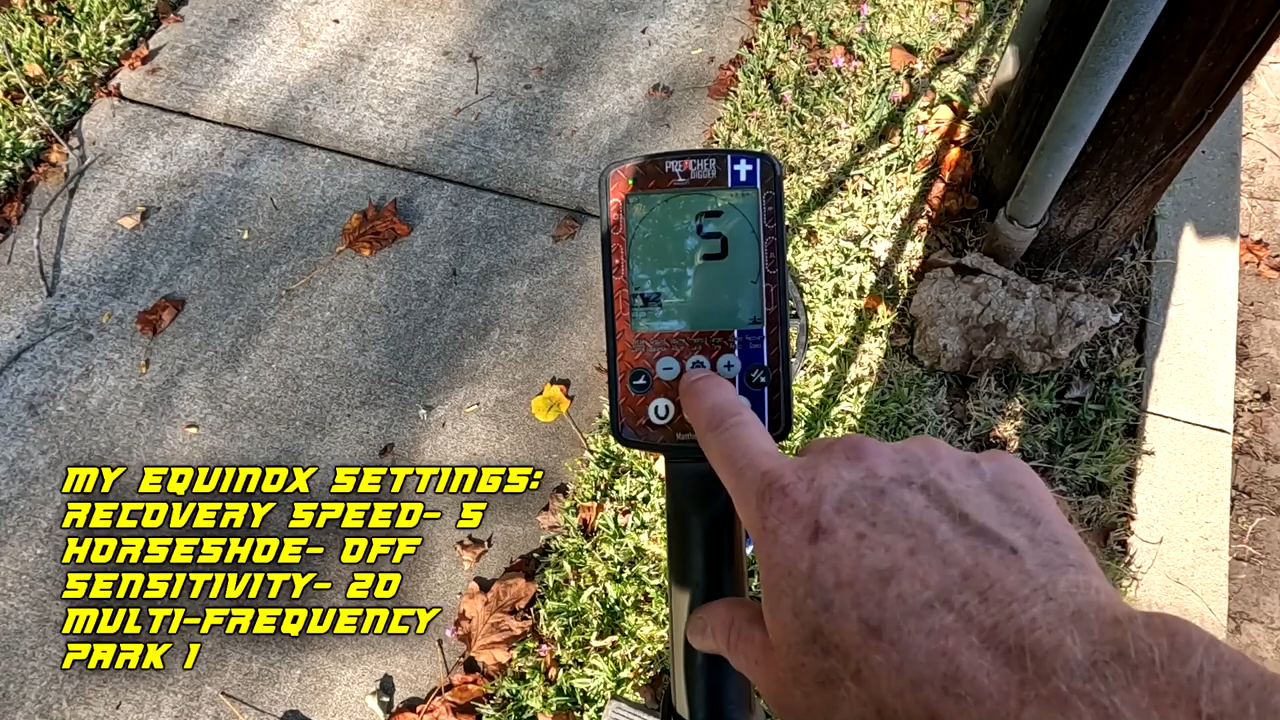 PREACHER
DIGGER
5
MY EQUINOX SETTINGS:
RECOVERY SPEED- 5
HORSESHOE- OFF
SENSITIVITY- 20
MULTI-FREQUENCY
PARK 1